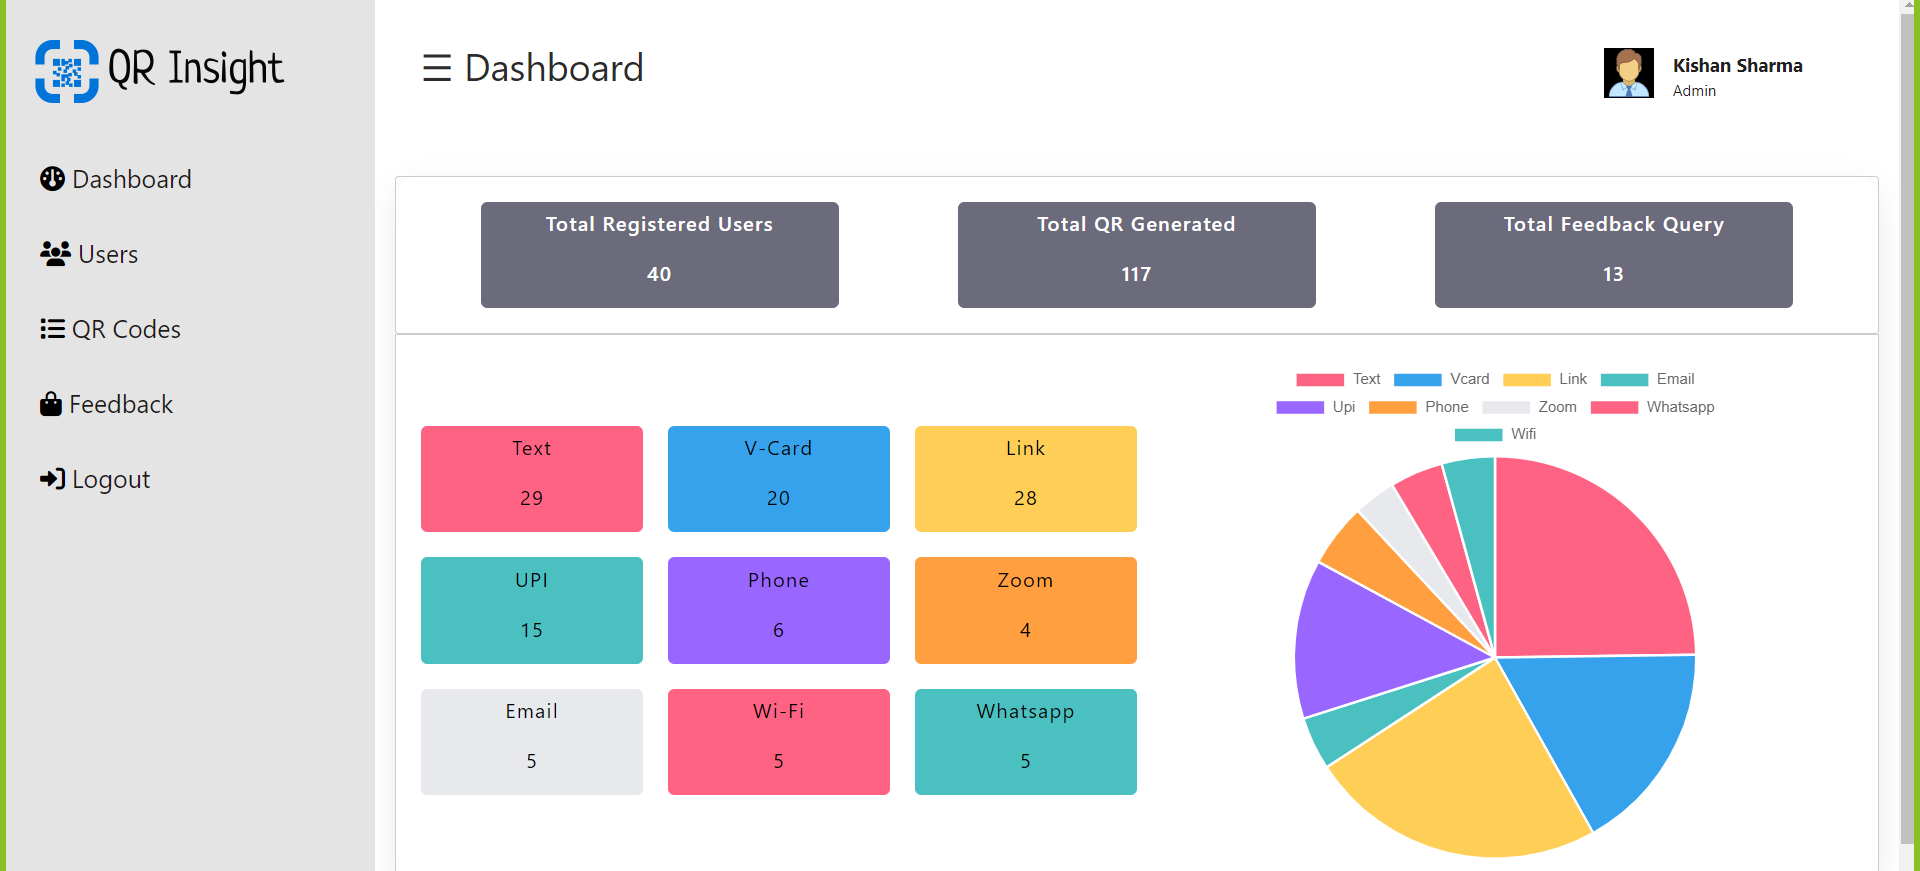 QR Insight
Dashboard
Users
QR Codes
Feedback
Logout
☰ Dashboard
Kishan Sharma
Admin
Total Registered Users
40
Total QR Generated
117
Total Feedback Query
13
Text
29
V-Card
20
Link
28
UPI
15
Phone
6
Zoom
4
Email
5
Wi-Fi
5
Whatsapp
5
Text Vcard Link Email
Upi Phone Zoom Whatsapp
Wifi